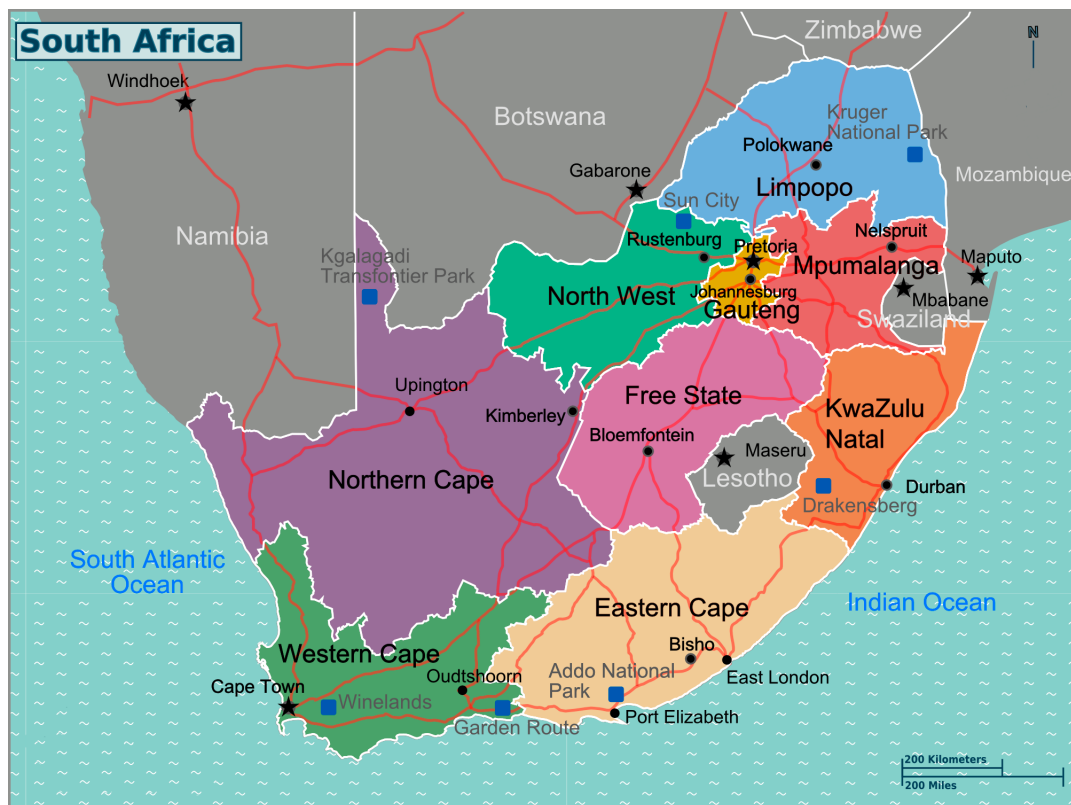 South Africa
Zimbabwe
N
Windhoek
Botswana
Kruger
National Park
Polokwane
Gabarone
Mozambique
Limpopo
Sun City
Namibia
Nelspruit
Rustenburg
Pretoria
Kgalagadi
Transfontier Park
Mpumalanga
Maputo
North West
Johannesburg
Mbabane
Gauteng
Swaziland
Upington
Free State
Kimberley
KwaZulu
Natal
Bloemfontein
Maseru
Northern Cape
Lesotho
Durban
Drakensberg
South Atlantic
Ocean
Eastern Cape
Indian Ocean
Western Cape
Bisho
Addo National
Park
Oudtshoorn
East London
Cape Town
Winelands
Garden Route
Port Elizabeth
200 Kilometers
200 Miles